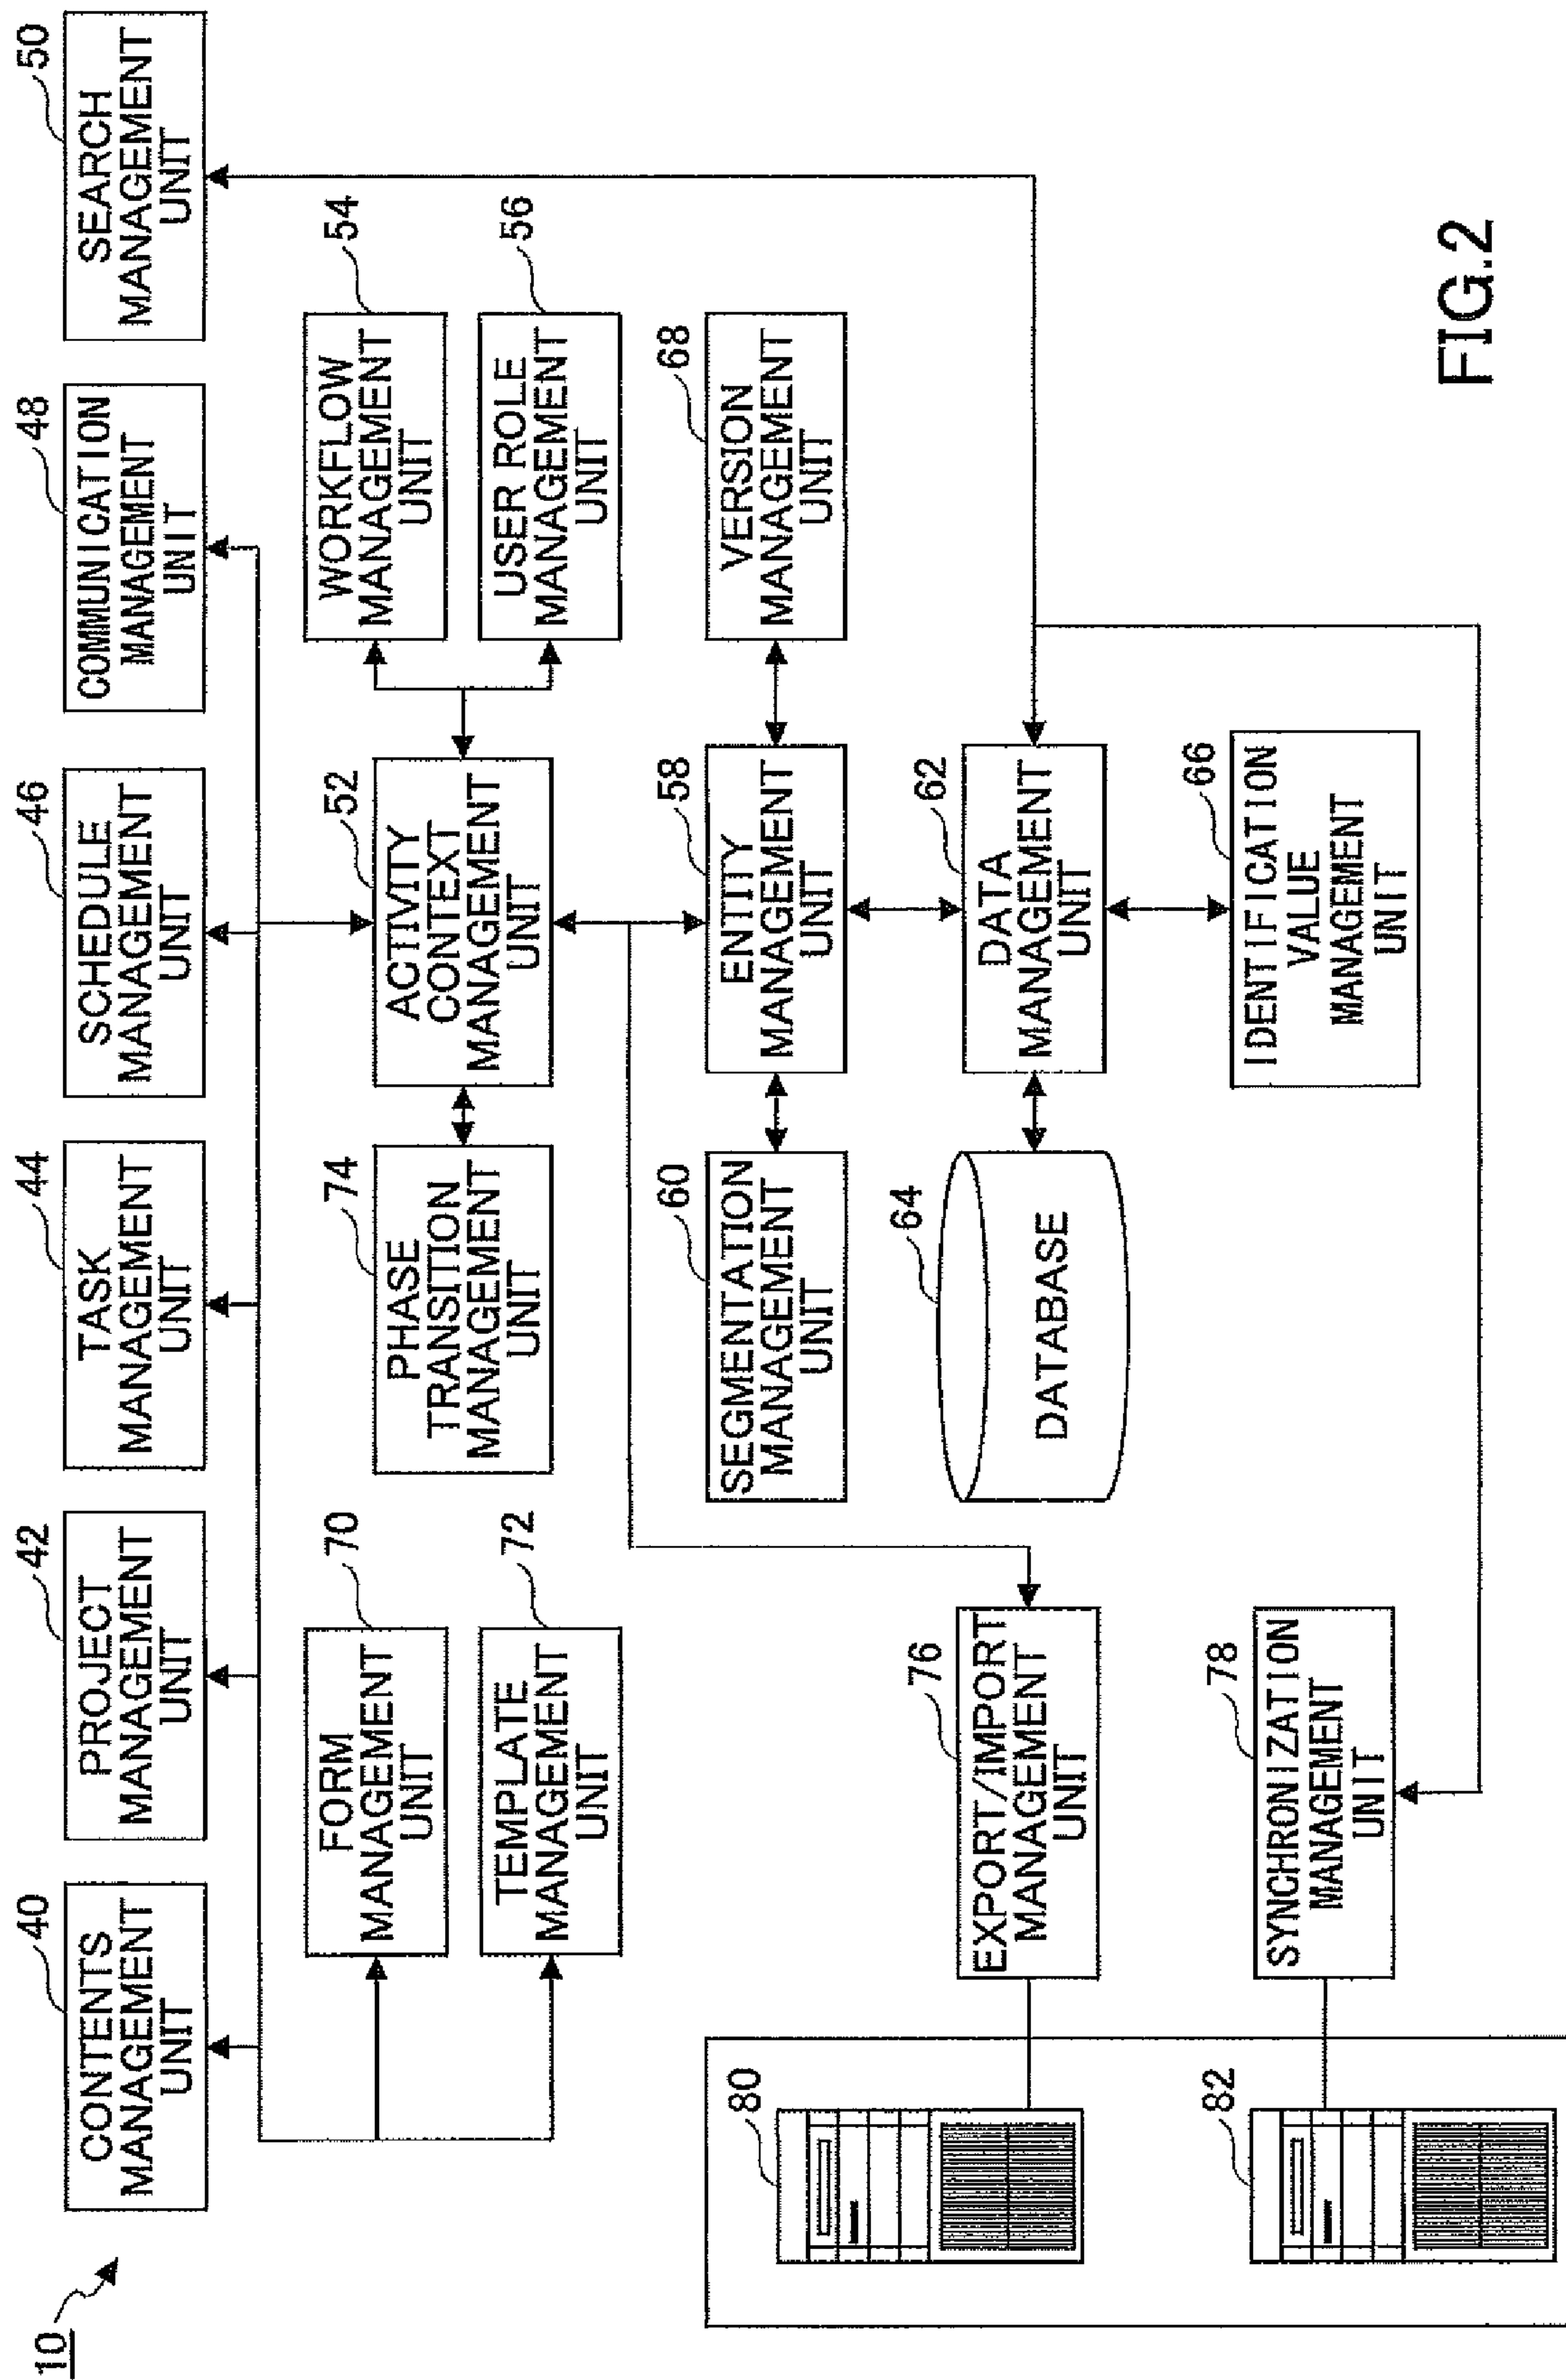 10
40
CONTENTS
MANAGEMENT
UNIT
42
PROJECT
MANAGEMENT
UNIT
44
TASK
MANAGEMENT
UNIT
46
SCHEDULE
MANAGEMENT
UNIT
48
COMMUNICATION
MANAGEMENT
UNIT
50
SEARCH
MANAGEMENT
UNIT
70
FORM
MANAGEMENT
UNIT
72
TEMPLATE
MANAGEMENT
UNIT
74
PHASE
TRANSITION
MANAGEMENT
UNIT
52
ACTIVITY
CONTEXT
MANAGEMENT
UNIT
54
WORKFLOW
MANAGEMENT
UNIT
56
USER ROLE
MANAGEMENT
UNIT
60
SEGMENTATION
MANAGEMENT
UNIT
58
ENTITY
MANAGEMENT
UNIT
68
VERSION
MANAGEMENT
UNIT
80
76
EXPORT/IMPORT
MANAGEMENT
UNIT
64
DATABASE
62
DATA
MANAGEMENT
UNIT
82
78
SYNCHRONIZATION
MANAGEMENT
UNIT
66
IDENTIFICATION
VALUE
MANAGEMENT
UNIT
FIG.2